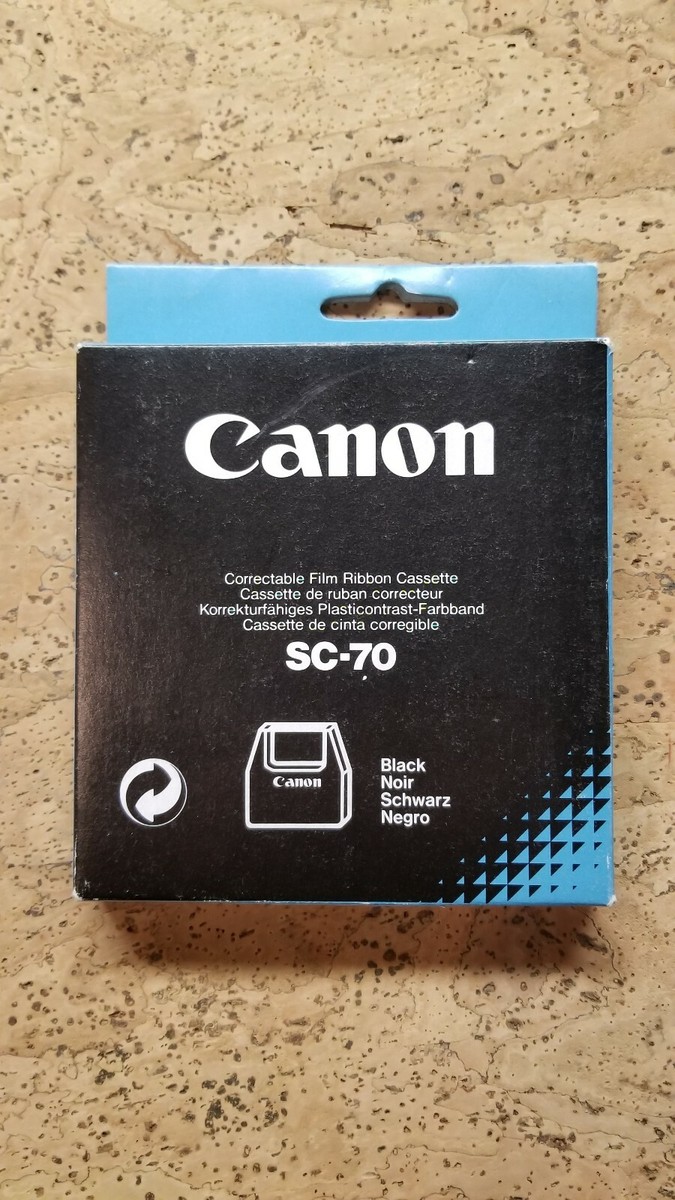 Canon
Correctable Film Ribbon Cassette
Cassette de ruban correcteur
Korrekturfähiges Plasticontrast-Farbband
Cassette de cinta corregible
SC-70
Canon
Black
Noir
Schwarz
Negro